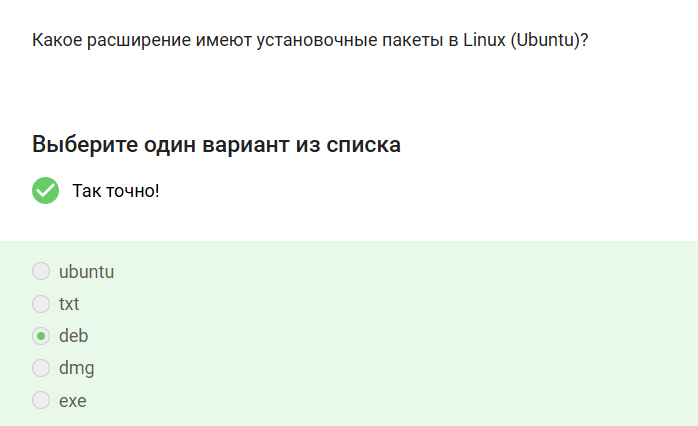 Какое расширение имеют установочные пакеты в Linux (Ubuntu)?
Выберите один вариант из списка
Так точно!
ubuntu
txt
deb
dmg
exe